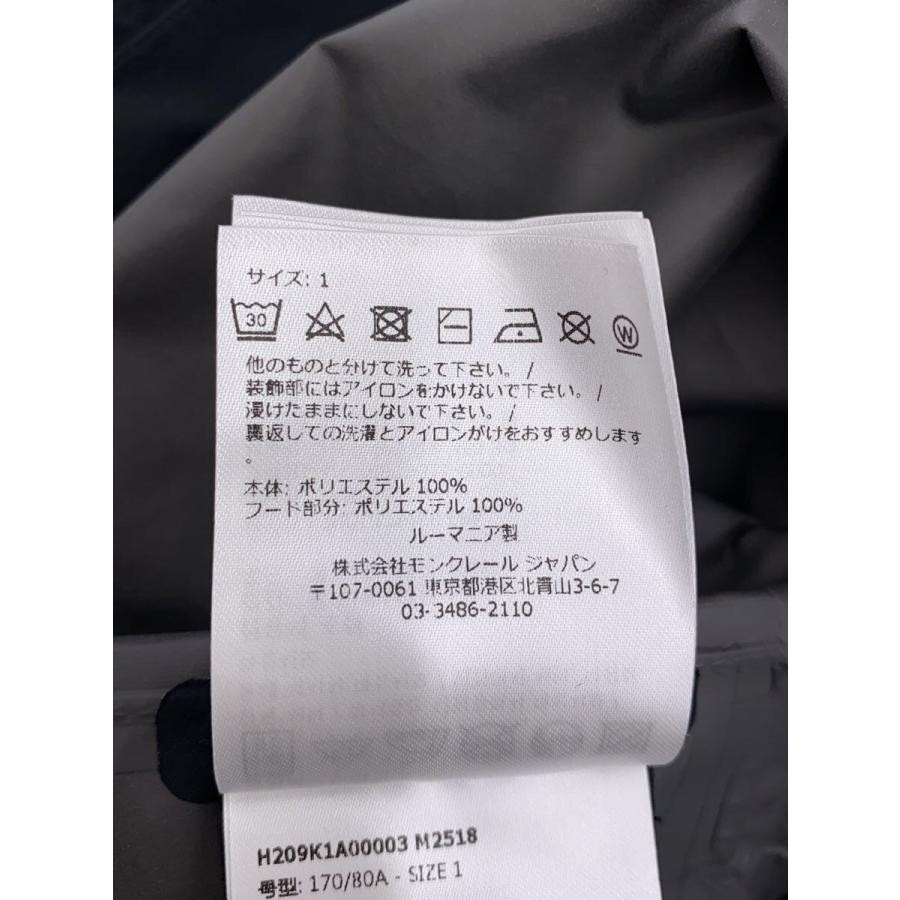 サイズ: 1
30
W
他のものと分けて洗って下さい。/
装飾部にはアイロンをかけないで下さい。/
浸けたままにしないで下さい。/
裏返しての洗濯とアイロンがけをおすすめします
。
本体: ポリエステル 100%
フード部分: ポリエステル 100%
ルーマニア製
株式会社モンクレール ジャパン
〒107-0061 東京都港区北青山3-6-7
03-3486-2110
H209K1A00003 M2518
号型: 170/80A - SIZE 1